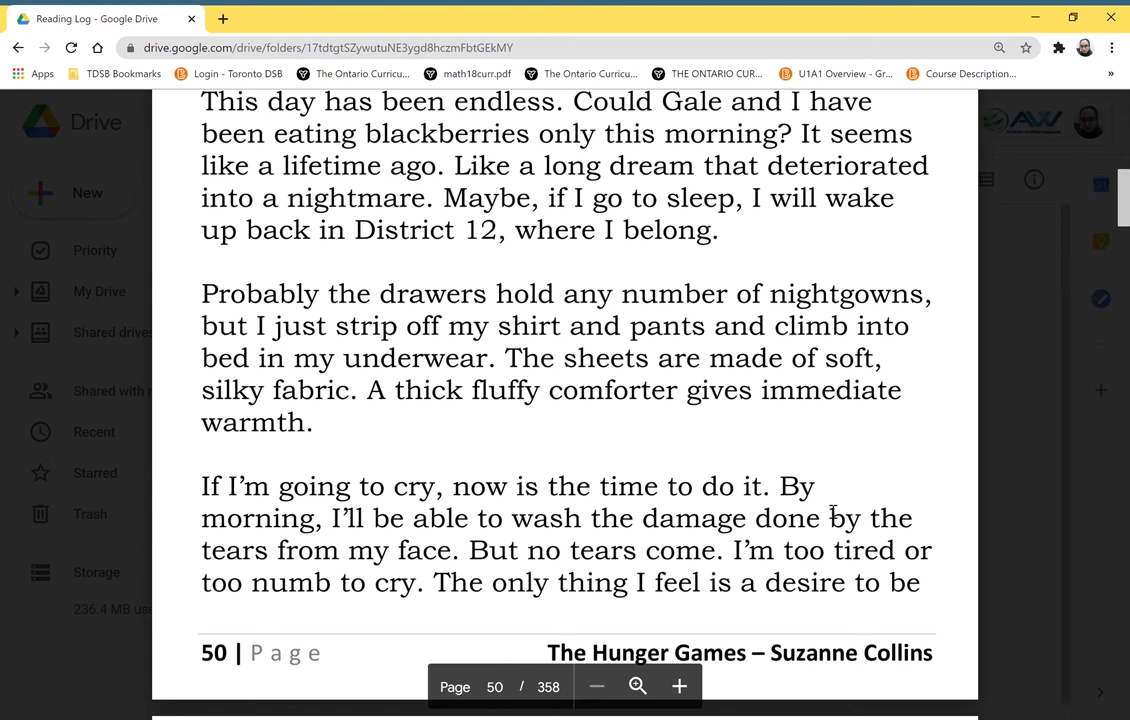 Reading Log - Google Drive
drive.google.com/drive/folders/17tdtgtSZywutuNE3ygd8hczmFbtGEkMY
Apps TDSB Bookmarks Login - Toronto DSB The Ontario Curricu... math18curr.pdf The Ontario Curricu... THE ONTARIO CUR... U1A1 Overview - Gr... Course Description... »
Drive
AW
New
Priority
My Drive
Shared drives
Shared with
Recent
Starred
Trash
Storage
236.4 MB use
This day has been endless. Could Gale and I have
been eating blackberries only this morning? It seems
like a lifetime ago. Like a long dream that deteriorated
into a nightmare. Maybe, if I go to sleep, I will wake
up back in District 12, where I belong.
Probably the drawers hold any number of nightgowns,
but I just strip off my shirt and pants and climb into
bed in my underwear. The sheets are made of soft,
silky fabric. A thick fluffy comforter gives immediate
warmth.
If I’m going to cry, now is the time to do it. By
morning, I’ll be able to wash the damage done by the
tears from my face. But no tears come. I’m too tired or
too numb to cry. The only thing I feel is a desire to be
50 | Page The Hunger Games – Suzanne Collins
Page 50 / 358